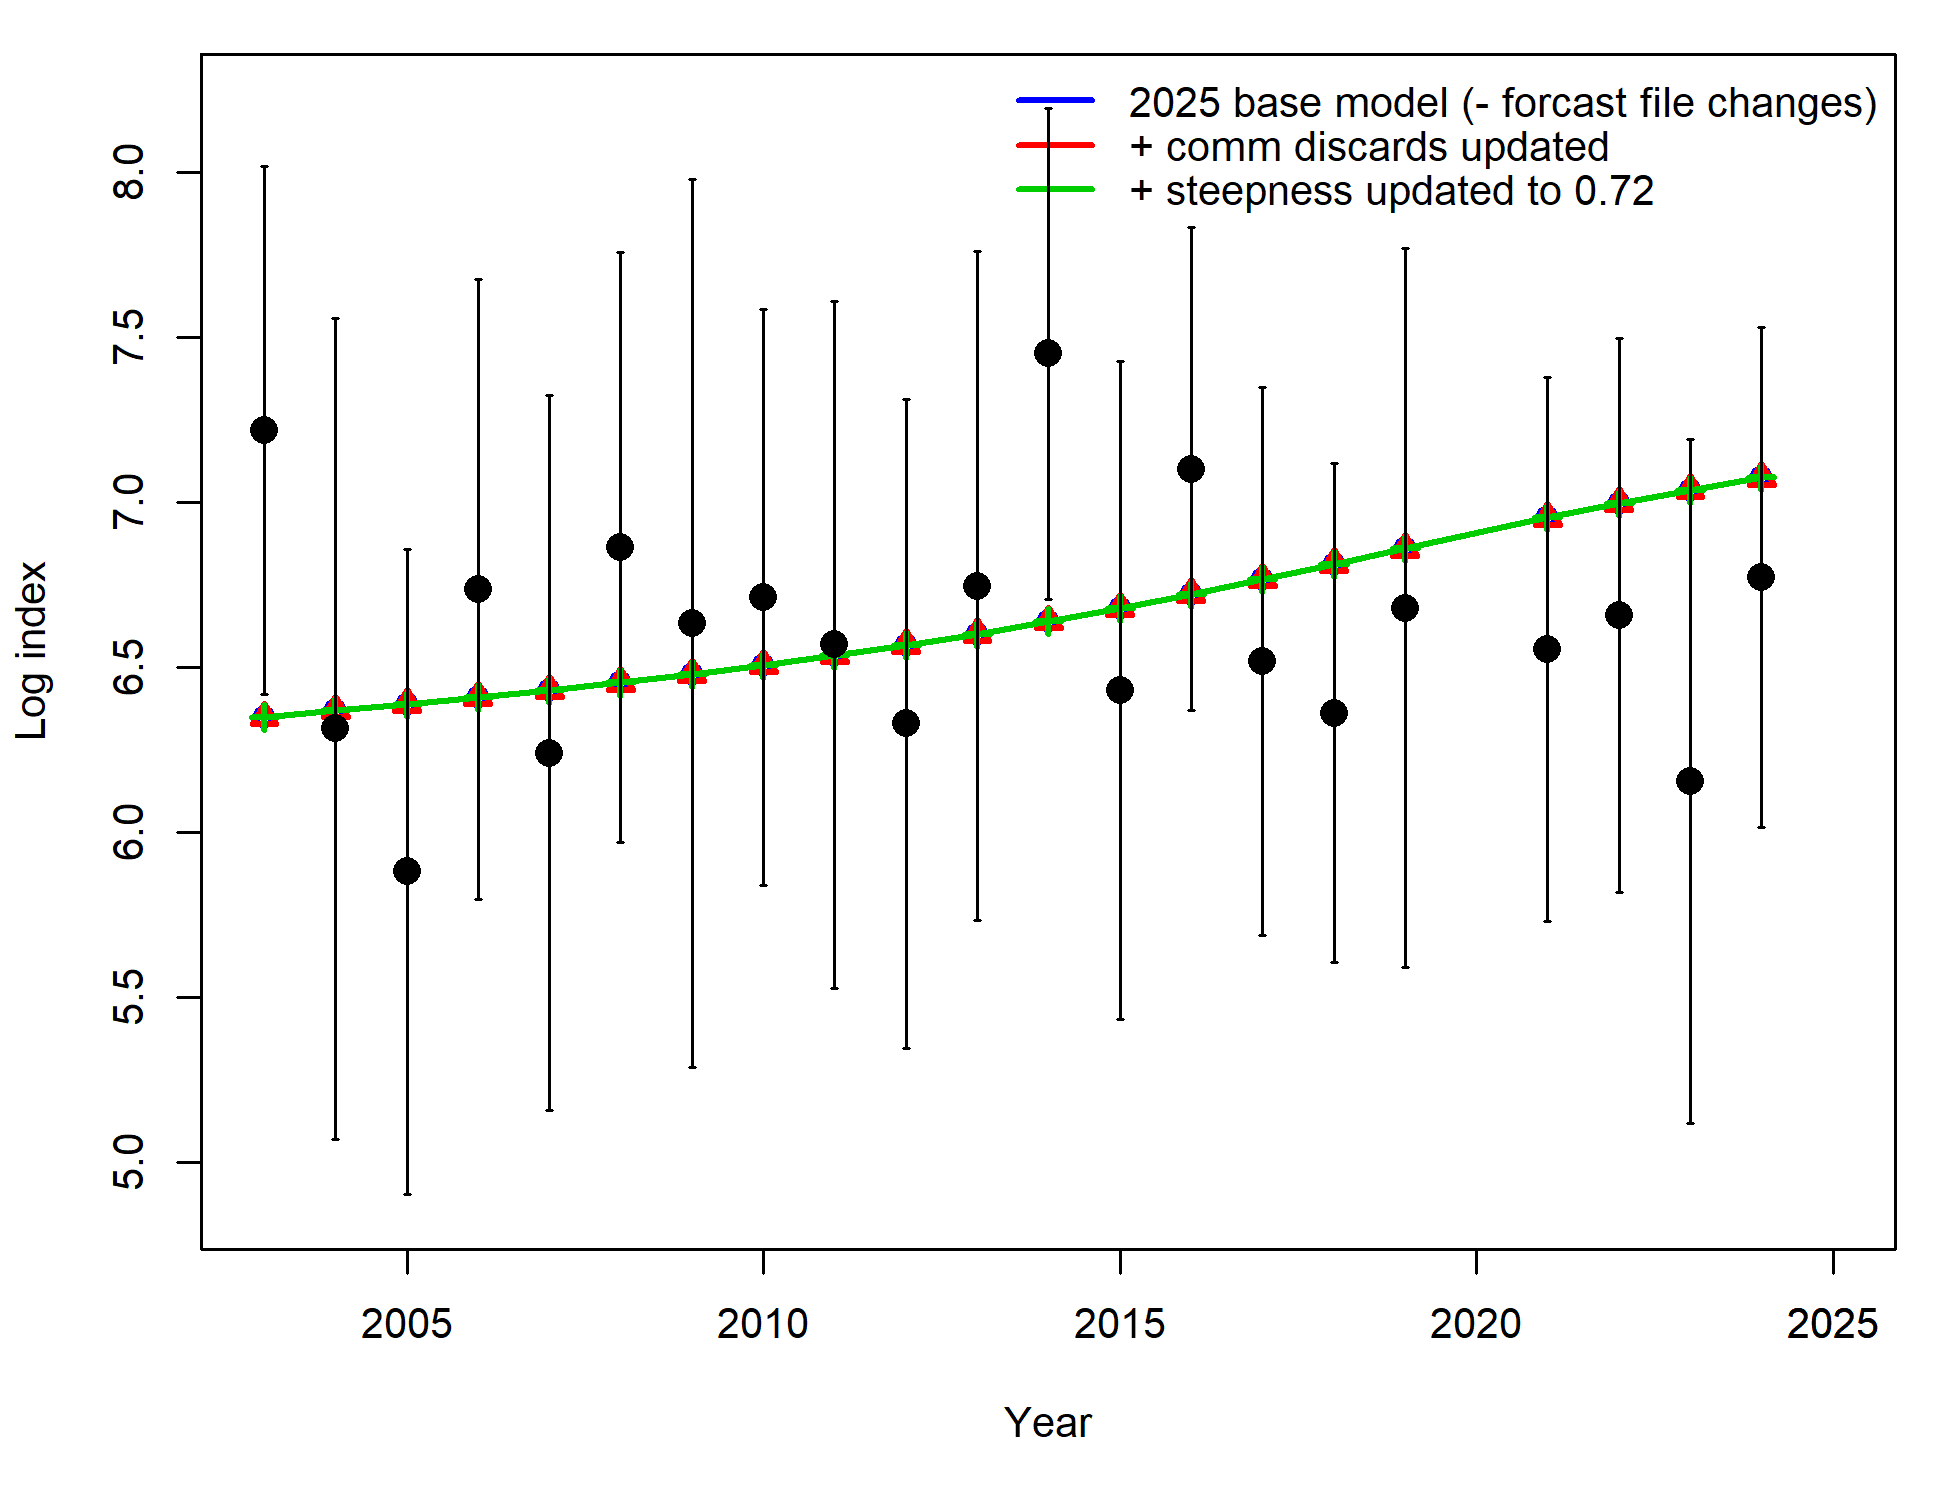 2025 base model (- forcast file changes)
+ comm discards updated
+ steepness updated to 0.72
8.0
7.5
7.0
6.5
6.0
5.5
5.0
Log index
2005 2010 2015 2020 2025
Year